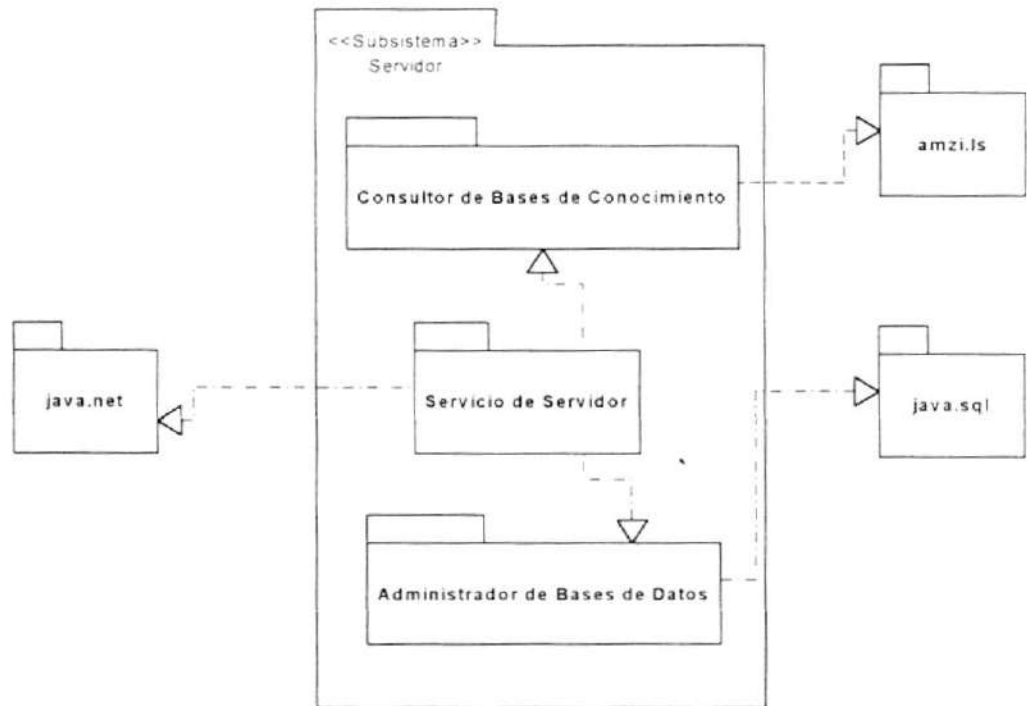 <<Subsistema>>
Servidor
amzi.ls
Consultor de Bases de Conocimiento
java.net
Servicio de Servidor
java.sql
Administrador de Bases de Datos